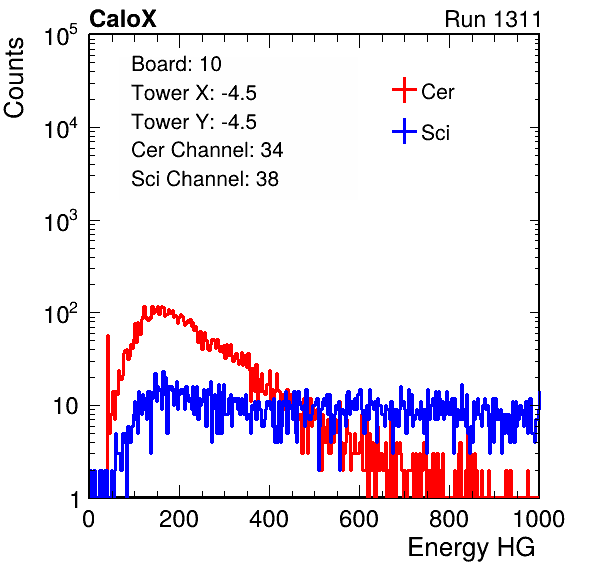 CaloX Run 1311
Counts
10^5
10^4
10^3
10^2
10
1
Board: 10
Tower X: -4.5
Tower Y: -4.5
Cer Channel: 34
Sci Channel: 38
Cer
Sci
0 200 400 600 800 1000
Energy HG